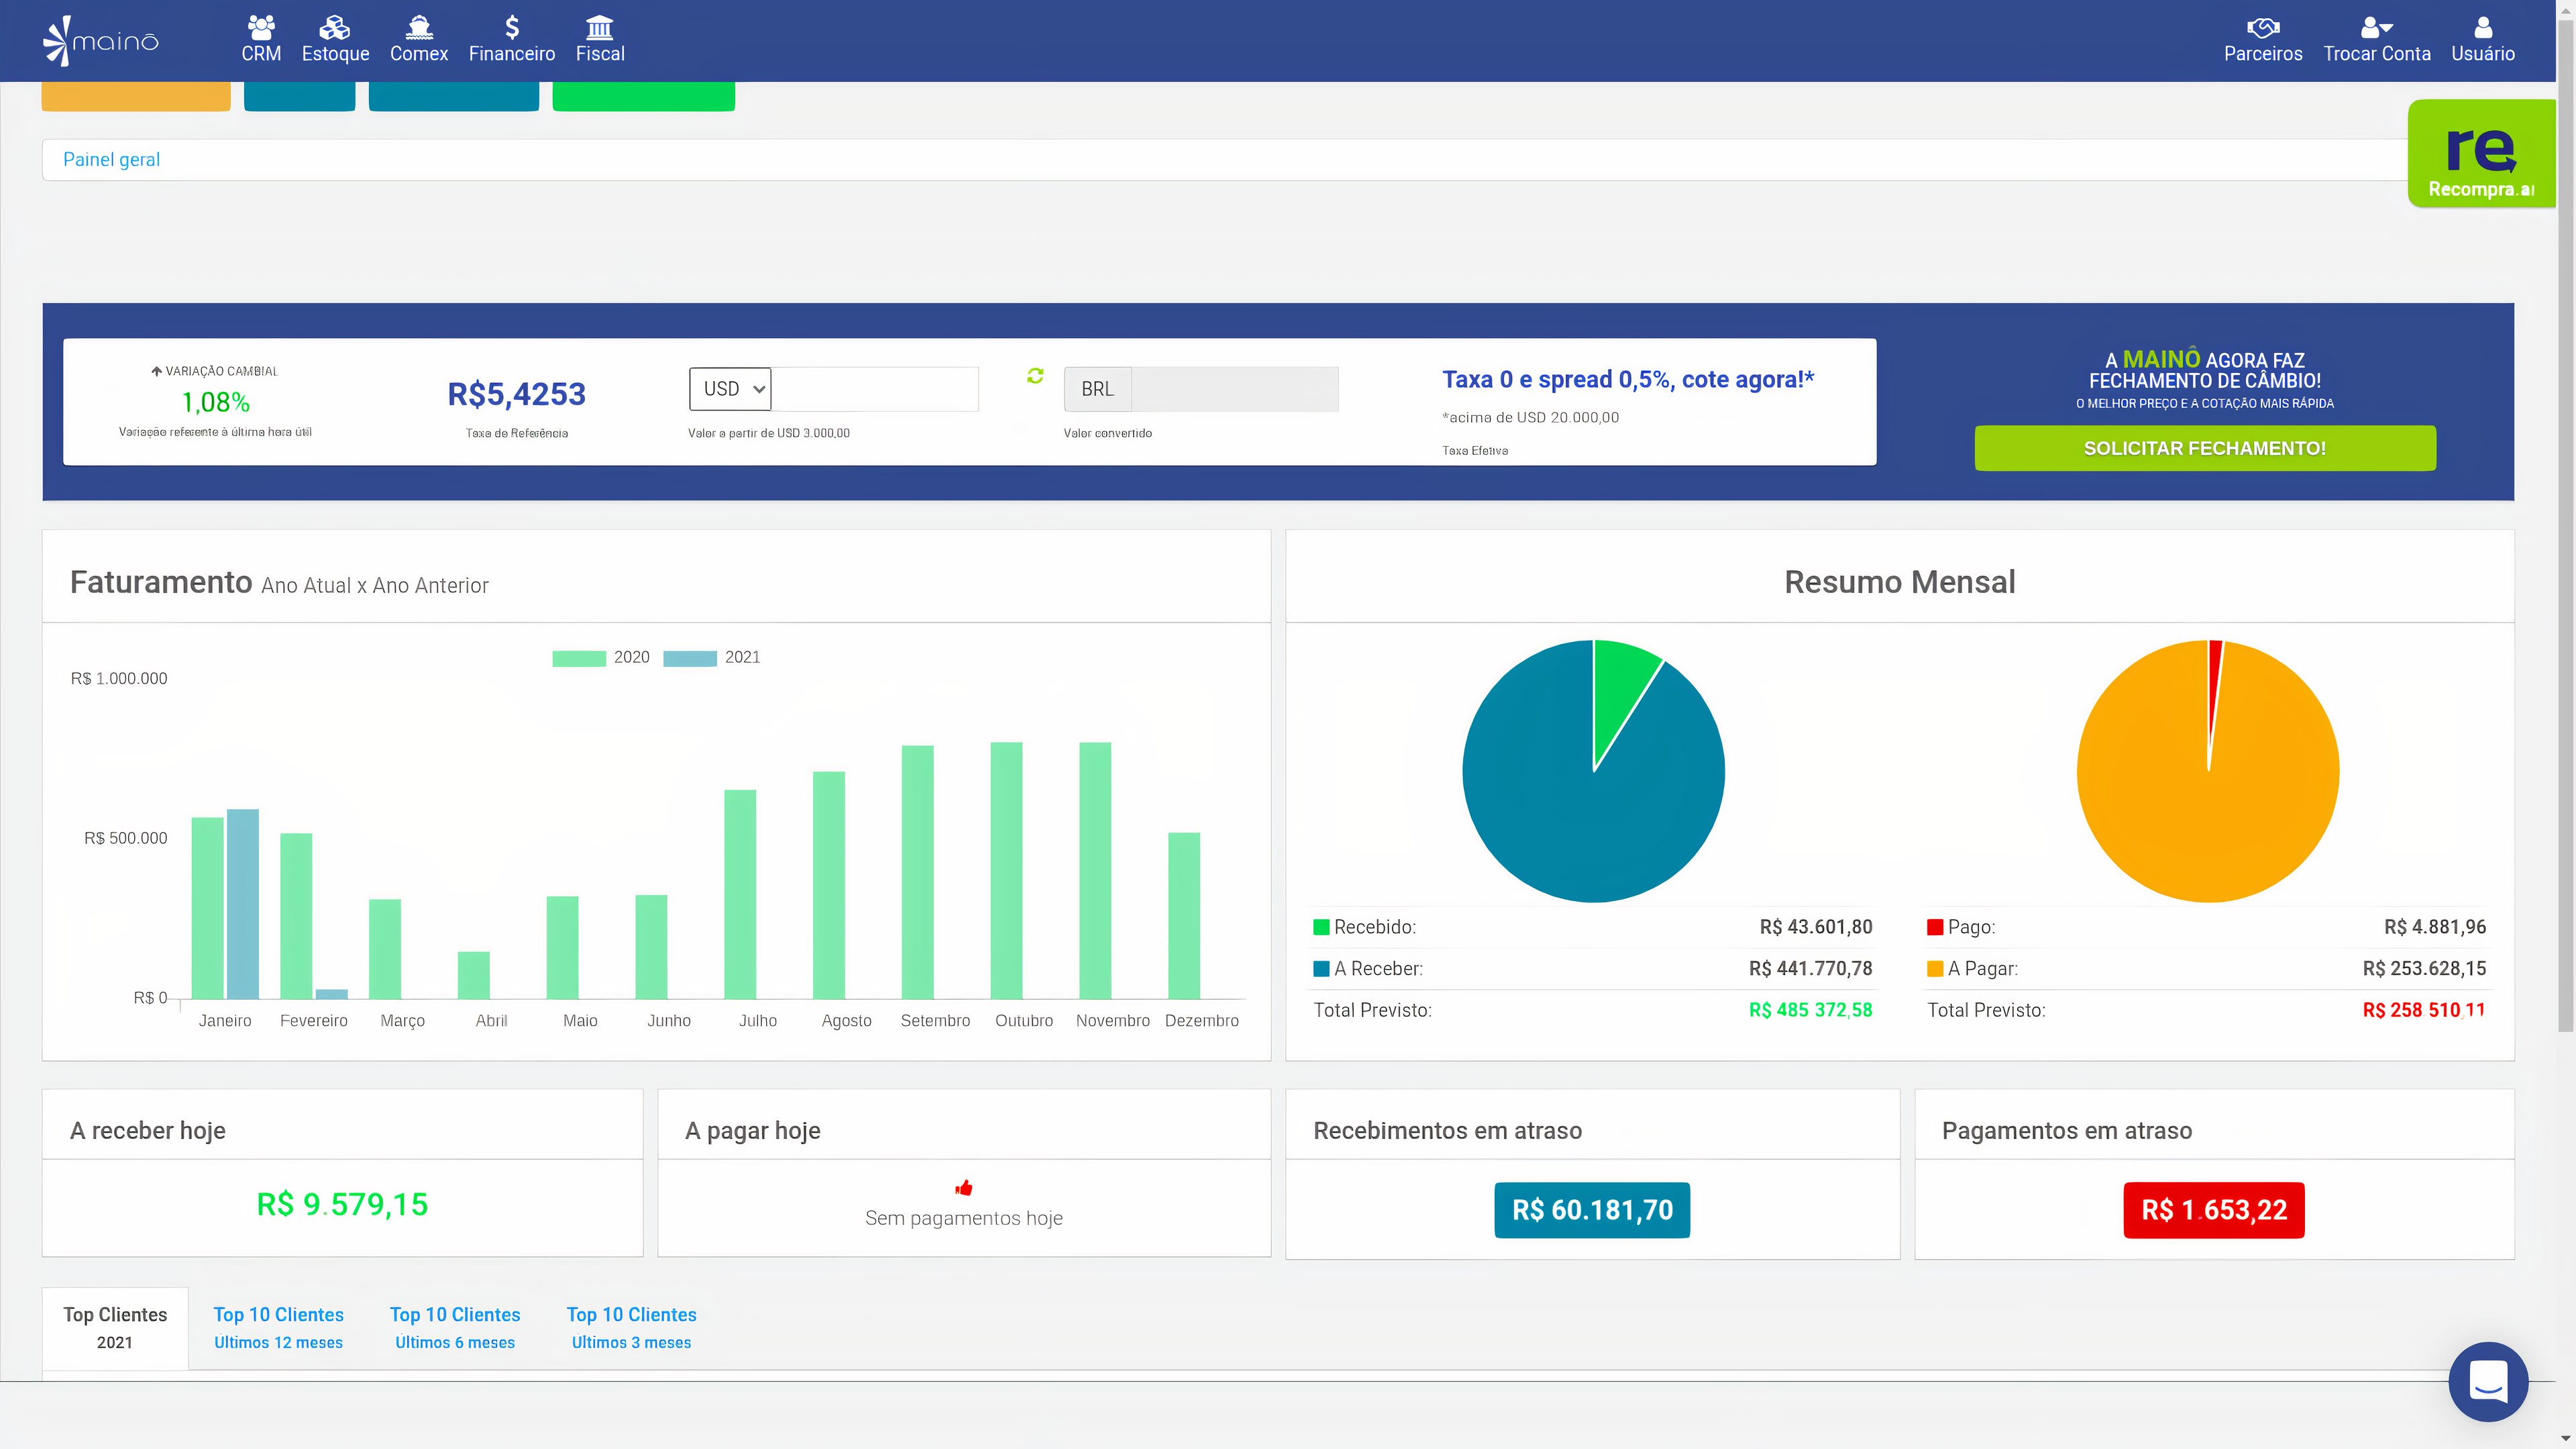 mainô
CRM Estoque Comex Financeiro Fiscal
Parceiros Trocar Conta Usuário
re
Recompra.ai
Painel geral
VARIAÇÃO CAMBIAL
1,08%
Variação referente à última hora útil
R$5,4253
Taxa de Referência
USD
Valor a partir de USD 3.000,00
BRL
Valor convertido
Taxa 0 e spread 0,5%, cote agora!*
*acima de USD 20.000,00
Taxa Efetiva
A MAINÔ AGORA FAZ
FECHAMENTO DE CÂMBIO!
O MELHOR PREÇO E A COTAÇÃO MAIS RÁPIDA
SOLICITAR FECHAMENTO!
Faturamento Ano Atual x Ano Anterior
2020 2021
R$ 1.000.000
R$ 500.000
R$ 0
Janeiro Fevereiro Março Abril Maio Junho Julho Agosto Setembro Outubro Novembro Dezembro
Resumo Mensal
Recebido: R$ 43.601,80
A Receber: R$ 441.770,78
Total Previsto: R$ 485 372,58
Pago: R$ 4.881,96
A Pagar: R$ 253.628,15
Total Previsto: R$ 258 510,11
A receber hoje
R$ 9.579,15
A pagar hoje
Sem pagamentos hoje
Recebimentos em atraso
R$ 60.181,70
Pagamentos em atraso
R$ 1.653,22
Top Clientes
2021
Top 10 Clientes
Últimos 12 meses
Top 10 Clientes
Últimos 6 meses
Top 10 Clientes
Últimos 3 meses